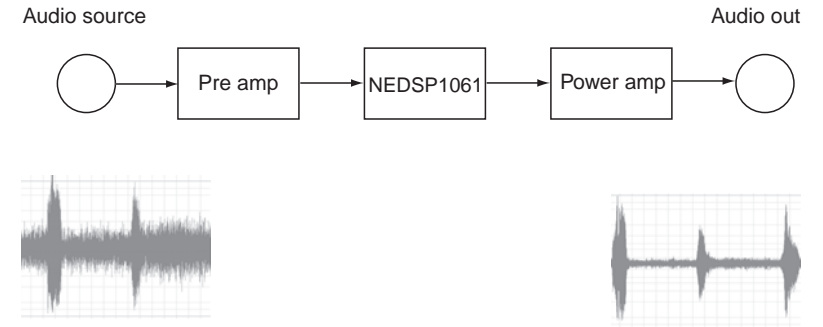 Audio source
Audio out
Pre amp
NEDSP1061
Power amp